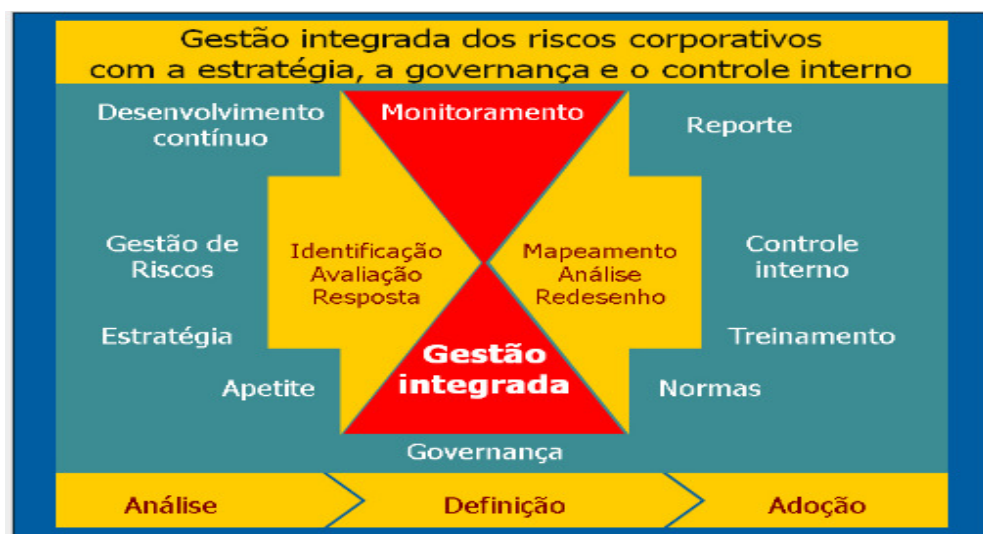 Gestão integrada dos riscos corporativos
com a estratégia, a governança e o controle interno
Desenvolvimento
contínuo
Monitoramento
Reporte
Gestão de
Riscos
Identificação
Avaliação
Resposta
Mapeamento
Análise
Redesenho
Controle
interno
Estratégia
Treinamento
Apetite
Gestão
integrada
Normas
Governança
Análise
Definição
Adoção